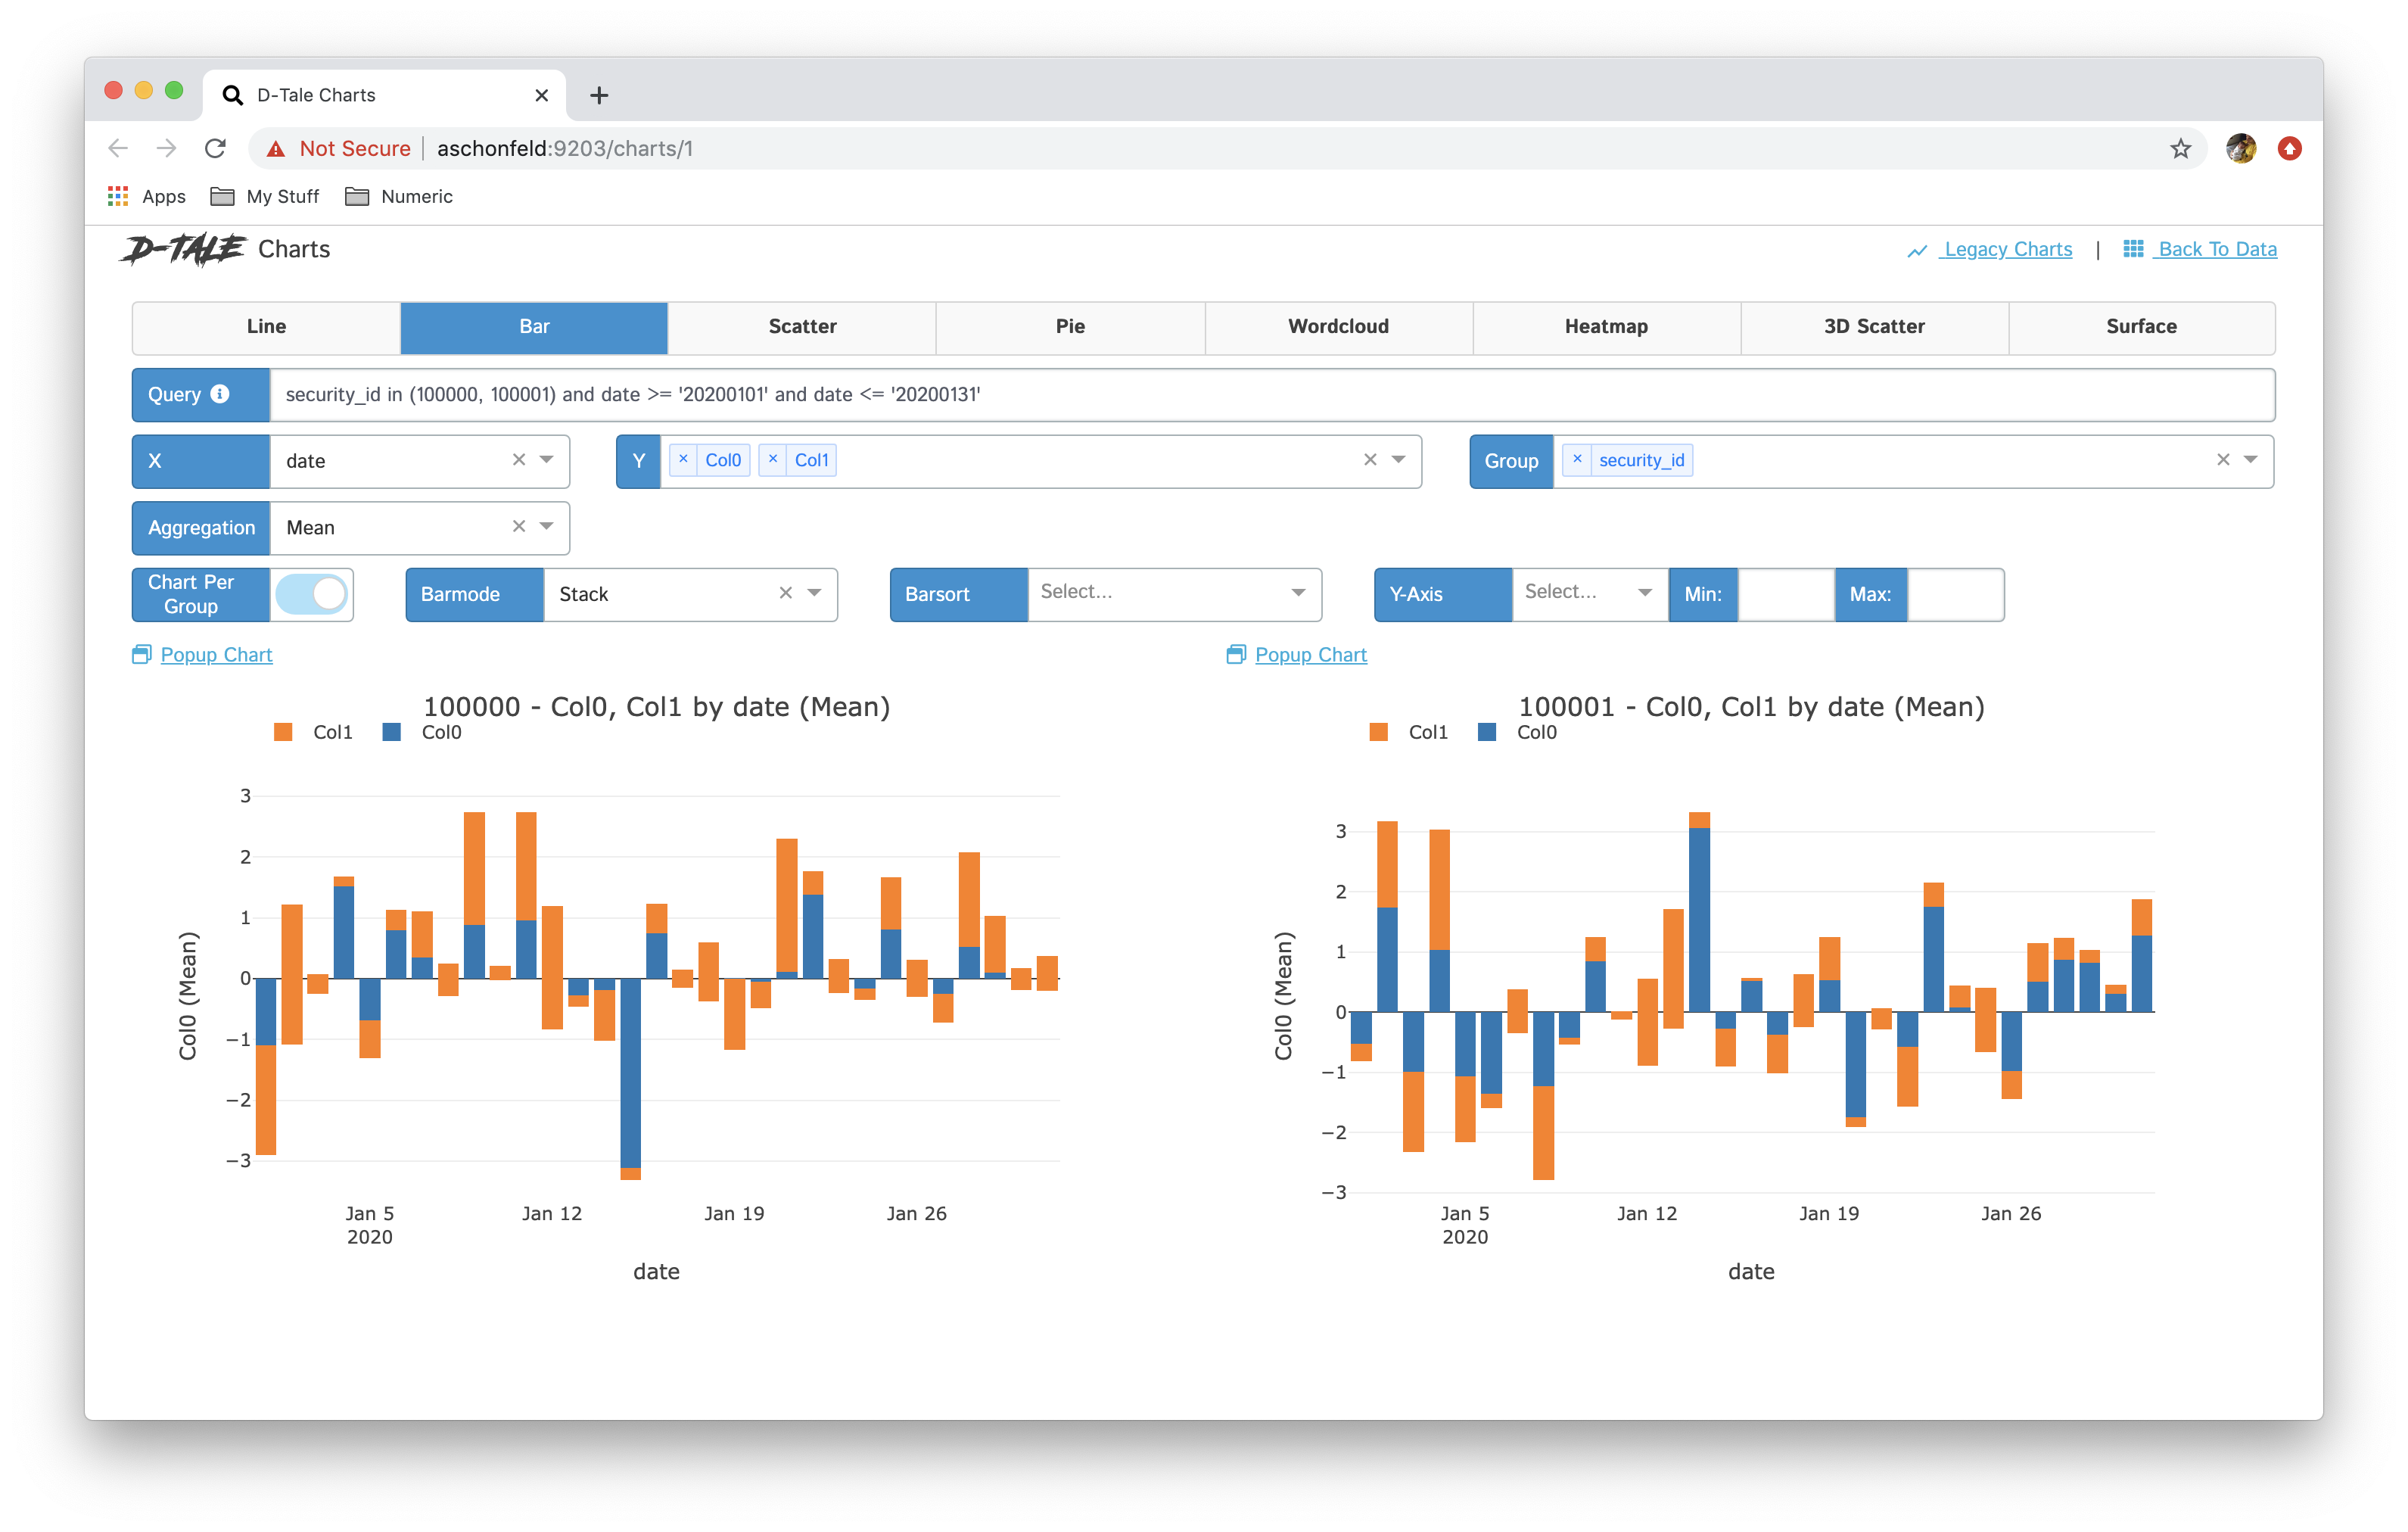 D-Tale Charts
Not Secure | aschonfeld:9203/charts/1
Apps My Stuff Numeric
D-TALE Charts Legacy Charts | Back To Data
Line Bar Scatter Pie Wordcloud Heatmap 3D Scatter Surface
Query security_id in (100000, 100001) and date >= '20200101' and date <= '20200131'
X date Y × Col0 × Col1 Group × security_id
Aggregation Mean
Chart Per Group Barmode Stack Barsort Select... Y-Axis Select... Min: Max:
Popup Chart Popup Chart
100000 - Col0, Col1 by date (Mean)
Col1 Col0
3
2
1
0
−1
−2
−3
Col0 (Mean)
Jan 5 Jan 12 Jan 19 Jan 26
2020
date
100001 - Col0, Col1 by date (Mean)
Col1 Col0
3
2
1
0
−1
−2
−3
Col0 (Mean)
Jan 5 Jan 12 Jan 19 Jan 26
2020
date